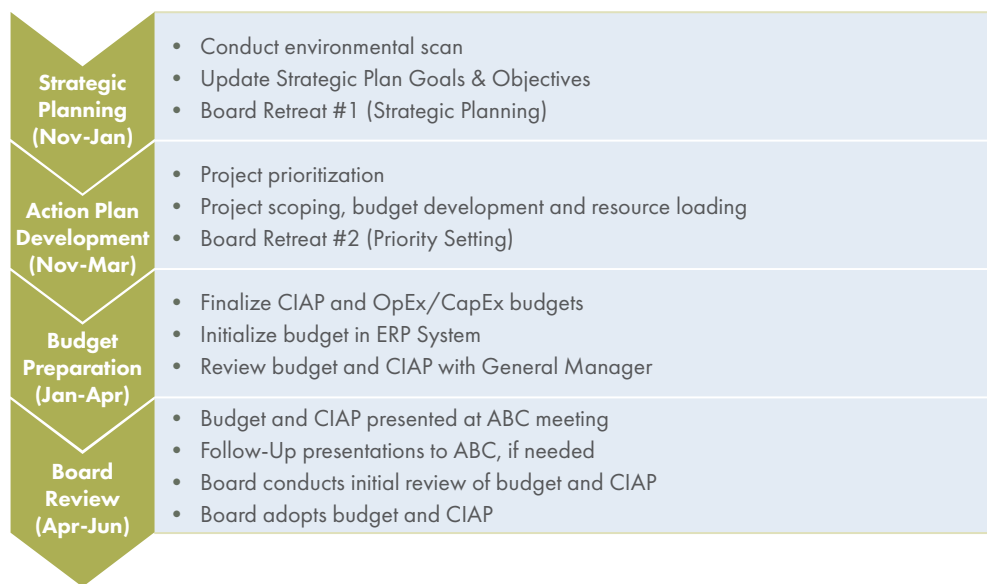 Strategic
Planning
(Nov-Jan)
• Conduct environmental scan
• Update Strategic Plan Goals & Objectives
• Board Retreat #1 (Strategic Planning)
Action Plan
Development
(Nov-Mar)
• Project prioritization
• Project scoping, budget development and resource loading
• Board Retreat #2 (Priority Setting)
Budget
Preparation
(Jan-Apr)
• Finalize CIAP and OpEx/CapEx budgets
• Initialize budget in ERP System
• Review budget and CIAP with General Manager
Board
Review
(Apr-Jun)
• Budget and CIAP presented at ABC meeting
• Follow-Up presentations to ABC, if needed
• Board conducts initial review of budget and CIAP
• Board adopts budget and CIAP